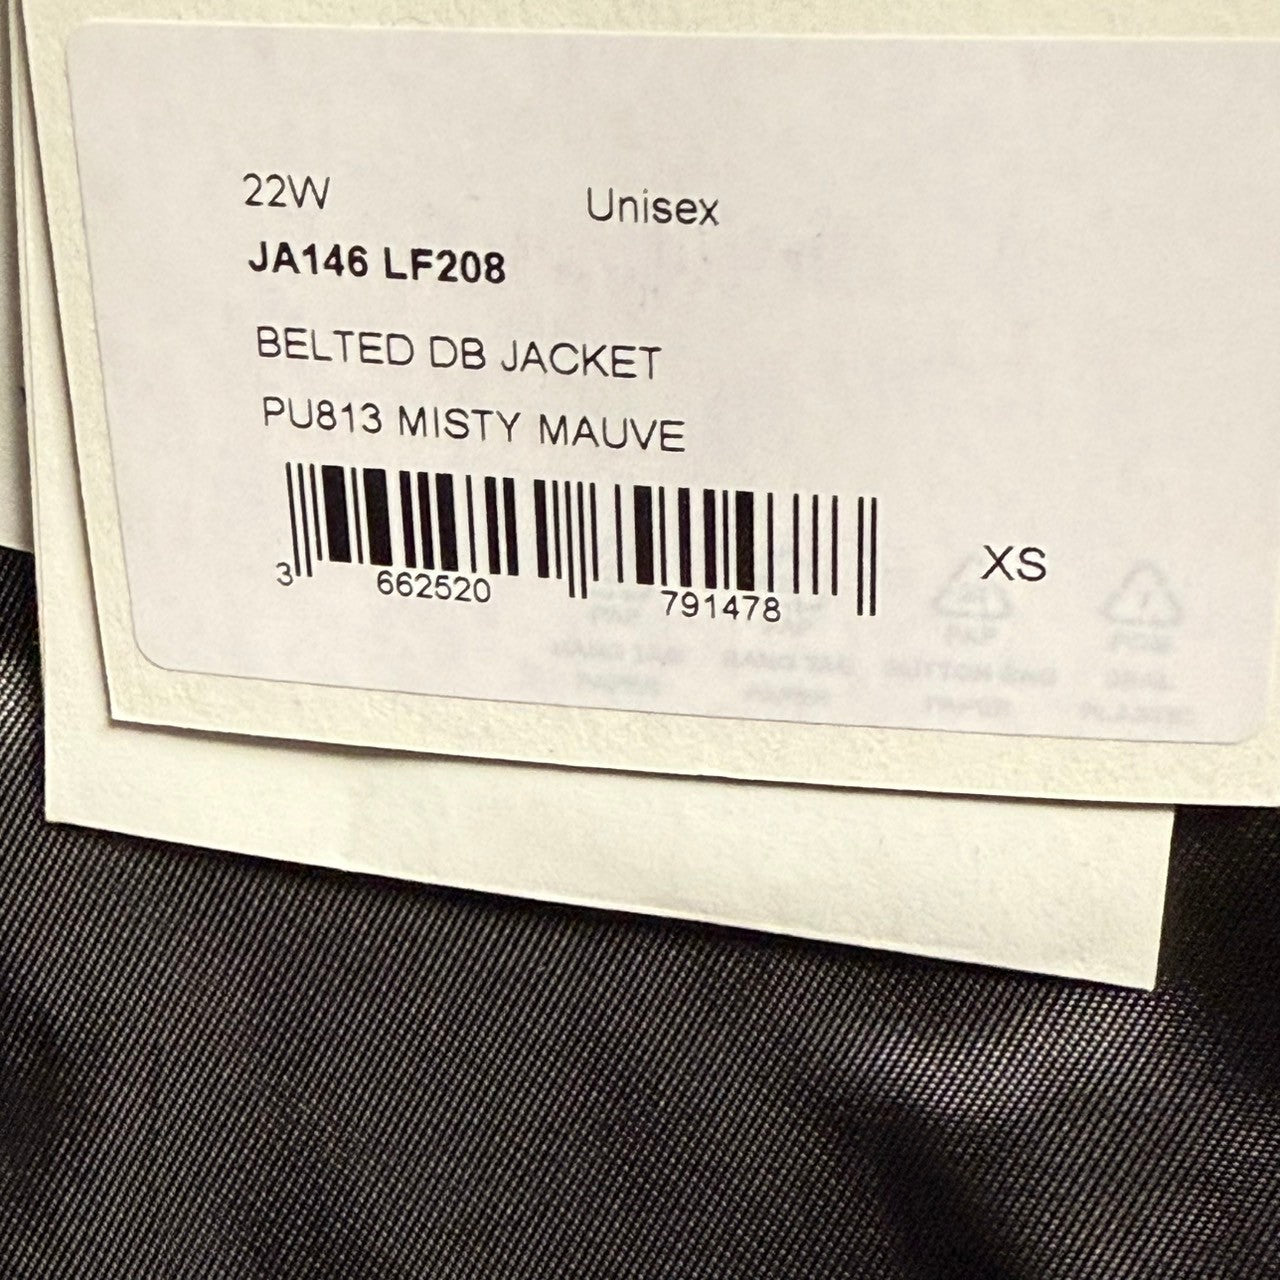 22W Unisex
JA146 LF208
BELTED DB JACKET
PU813 MISTY MAUVE
3 662520 791478
XS